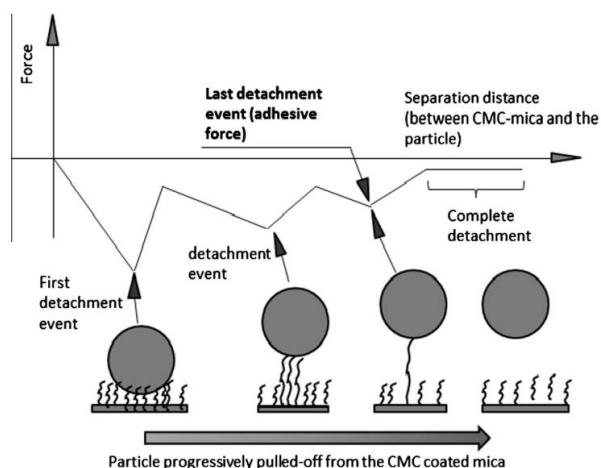 Force
Last detachment
event (adhesive
force)
Separation distance
(between CMC-mica and the
particle)
Complete
detachment
detachment
event
First
detachment
event
Particle progressively pulled-off from the CMC coated mica